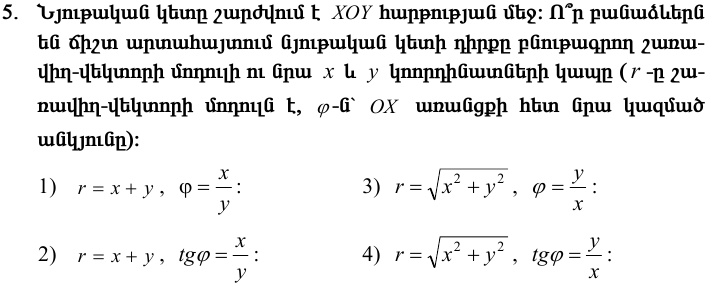 5. Նյութական կետը շարժվում է XOY հարթության մեջ: Ո՞ր բանաձևերն
են ճիշտ արտահայտում նյութական կետի դիրքը բնութագրող շառա-
վիղ-վեկտորի մոդուլի ու նրա x և y կոորդինատների կապը ( r -ը շա-
ռավիղ-վեկտորի մոդուլն է, φ-ն՝ OX առանցքի հետ նրա կազմած
անկյունը):
1) r = x + y , φ = x/y :
3) r = √(x² + y²) , φ = y/x :
2) r = x + y , tgφ = x/y :
4) r = √(x² + y²) , tgφ = y/x :